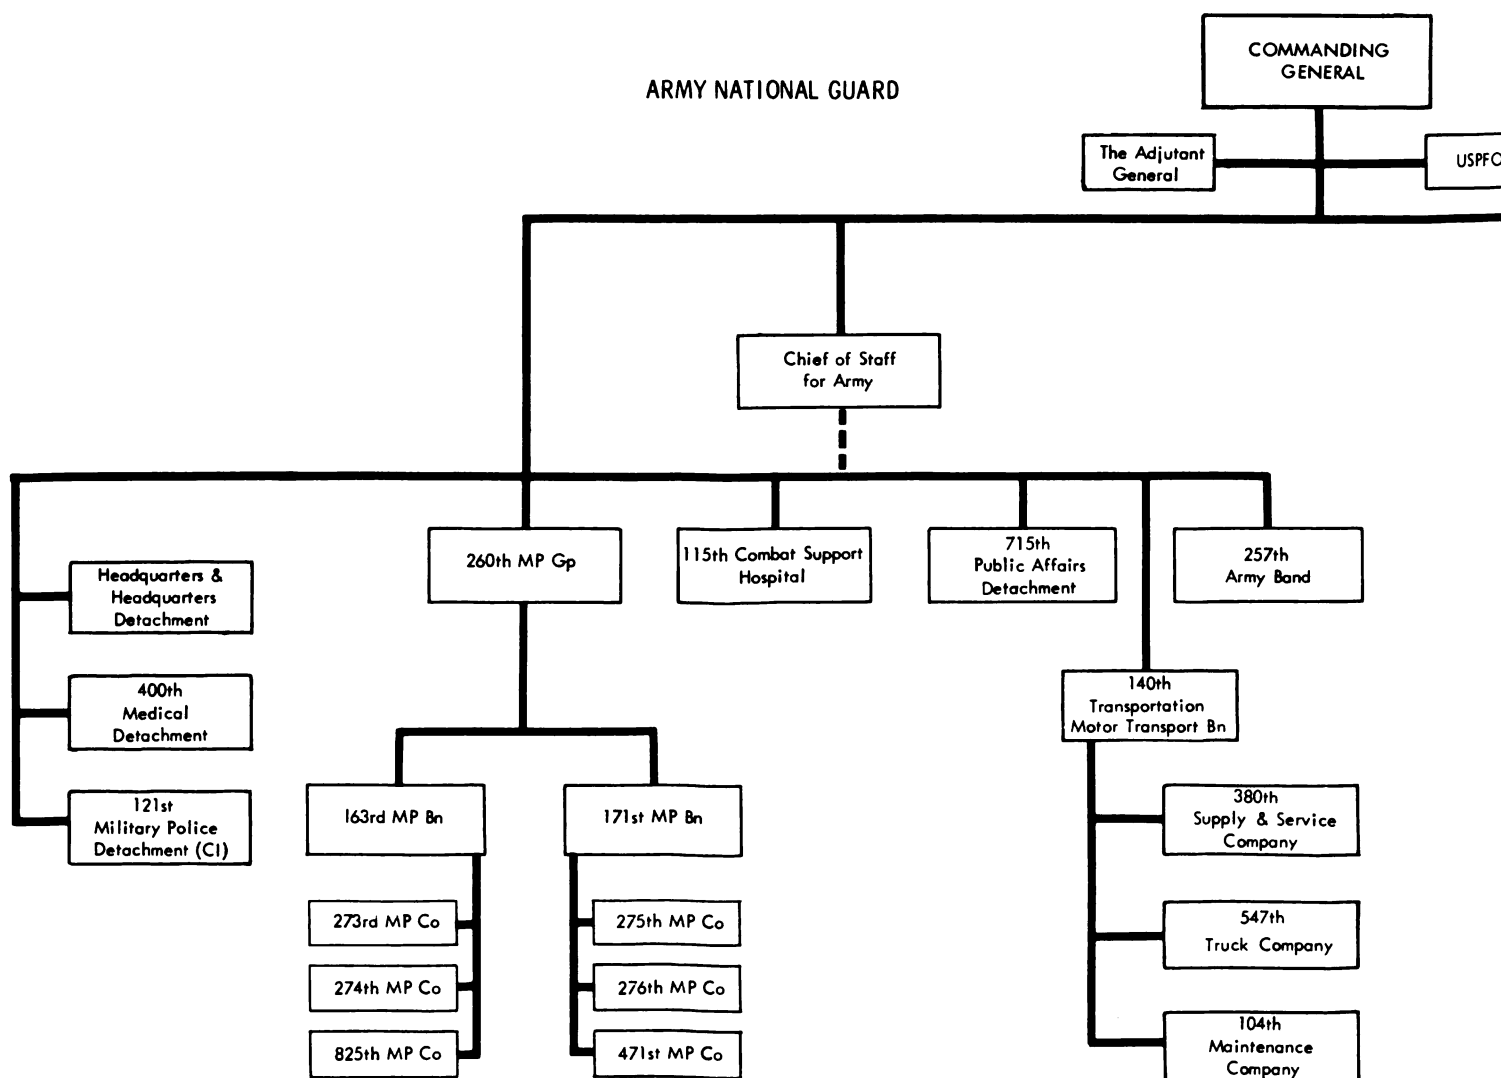 COMMANDING
GENERAL
ARMY NATIONAL GUARD
The Adjutant
General
USPFO
Chief of Staff
for Army
260th MP Gp
115th Combat Support
Hospital
715th
Public Affairs
Detachment
257th
Army Band
Headquarters &
Headquarters
Detachment
400th
Medical
Detachment
121st
Military Police
Detachment (CI)
140th
Transportation
Motor Transport Bn
163rd MP Bn
171st MP Bn
273rd MP Co
274th MP Co
825th MP Co
275th MP Co
276th MP Co
471st MP Co
380th
Supply & Service
Company
547th
Truck Company
104th
Maintenance
Company